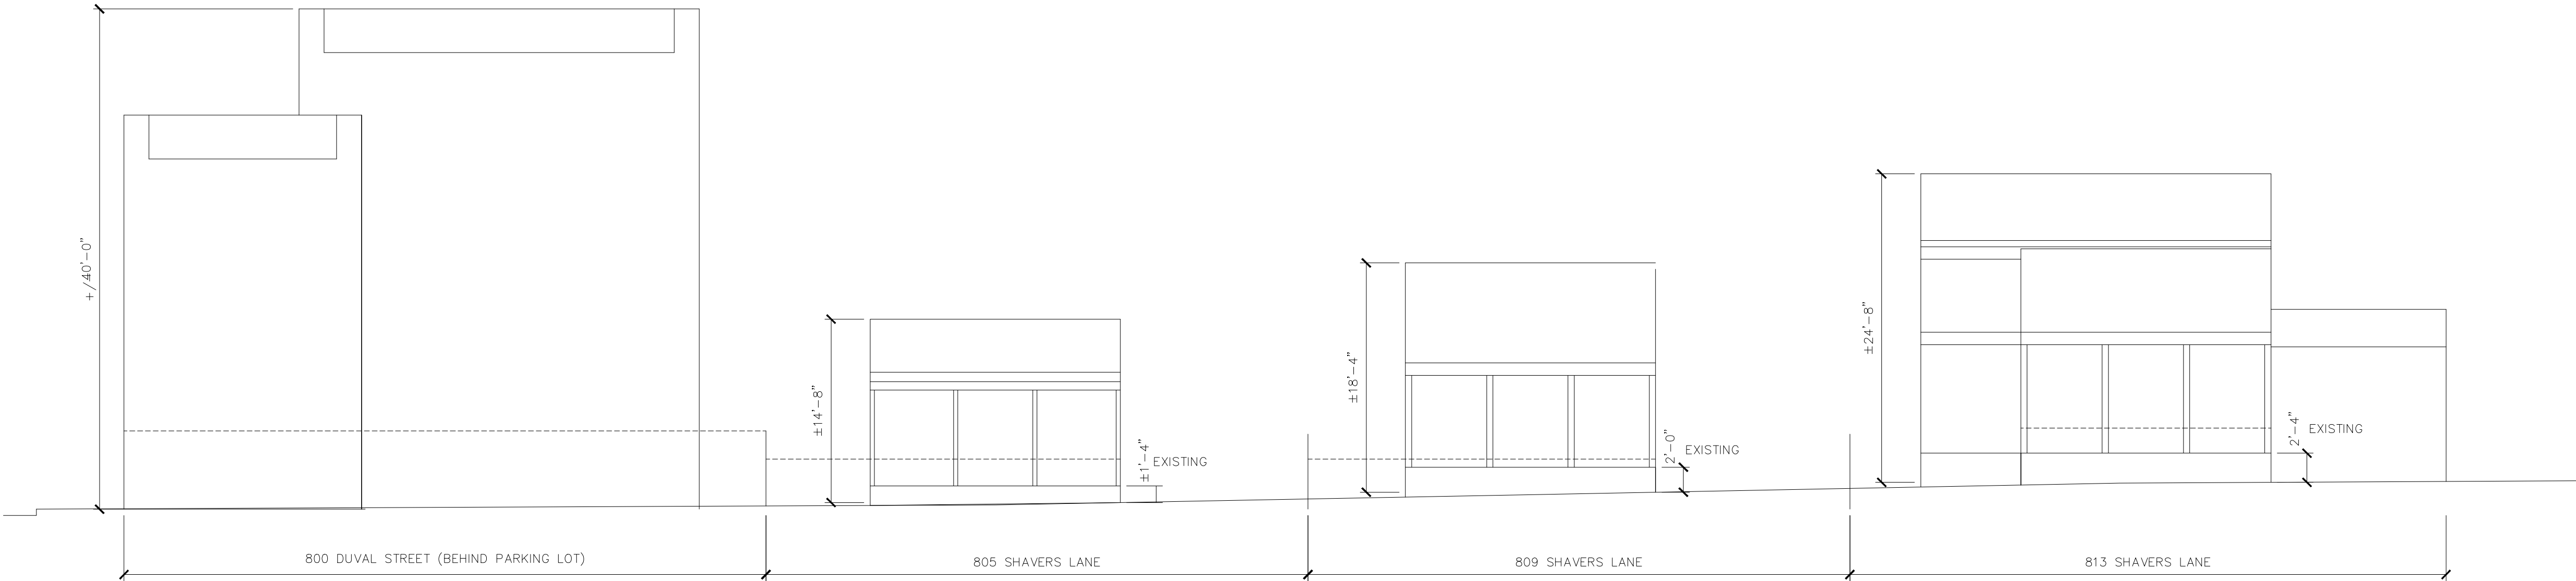 +/40'-0"
±14'-8"
±1'-4"
EXISTING
±18'-4"
2'-0"
EXISTING
±24'-8"
2'-4"
EXISTING
800 DUVAL STREET (BEHIND PARKING LOT)
805 SHAVERS LANE
809 SHAVERS LANE
813 SHAVERS LANE